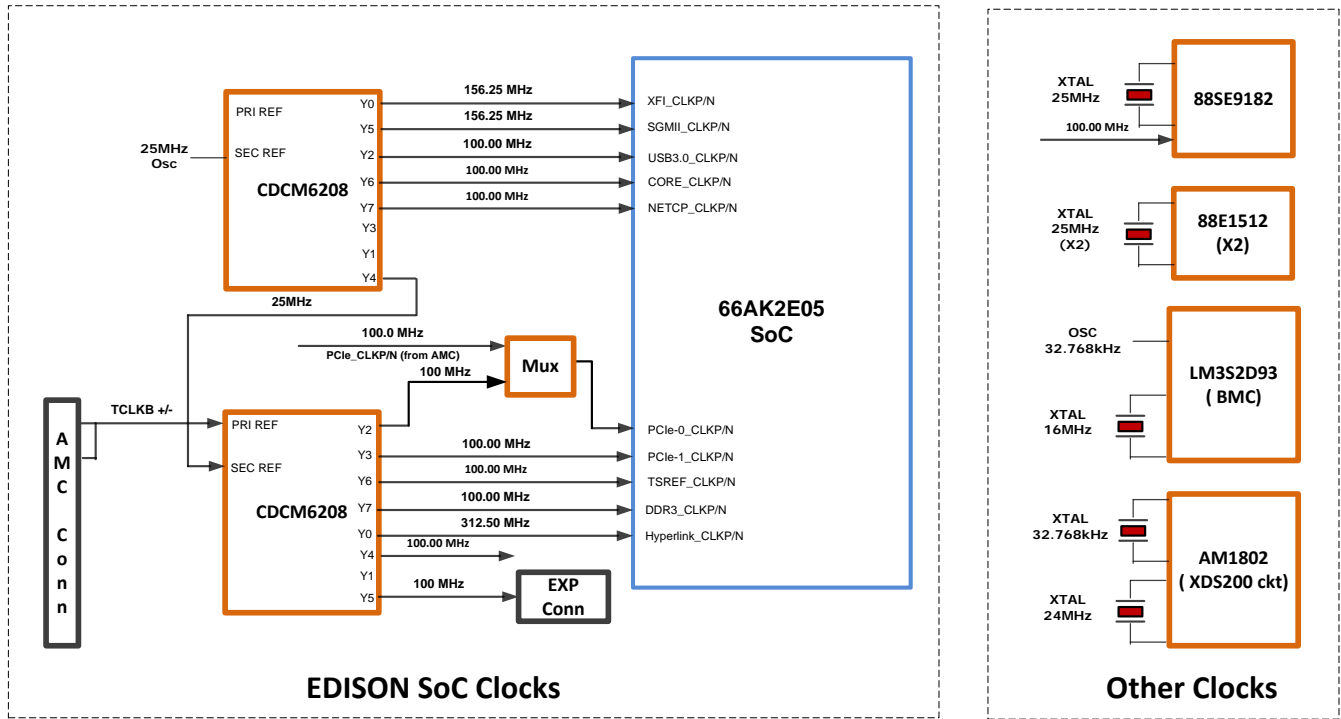 156.25 MHz
Y0
XFI_CLKP/N
PRI REF
156.25 MHz
Y5
SGMII_CLKP/N
25MHz
Osc
SEC REF
100.00 MHz
Y2
USB3.0_CLKP/N
CDCM6208
100.00 MHz
Y6
CORE_CLKP/N
100.00 MHz
Y7
NETCP_CLKP/N
Y3
Y1
Y4
25MHz
66AK2E05
SoC
100.0 MHz
PCIe_CLKP/N (from AMC)
Mux
100 MHz
A
M
C
C
o
n
n
TCLKB +/-
PRI REF
Y2
PCIe-0_CLKP/N
100.00 MHz
Y3
PCIe-1_CLKP/N
SEC REF
100.00 MHz
Y6
TSREF_CLKP/N
CDCM6208
100.00 MHz
Y7
DDR3_CLKP/N
312.50 MHz
Y0
Hyperlink_CLKP/N
100.00 MHz
Y4
Y1
100 MHz
Y5
EXP
Conn
EDISON SoC Clocks
XTAL
25MHz
88SE9182
100.00 MHz
XTAL
25MHz
(X2)
88E1512
(X2)
OSC
32.768kHz
LM3S2D93
( BMC)
XTAL
16MHz
XTAL
32.768kHz
AM1802
( XDS200 ckt)
XTAL
24MHz
Other Clocks